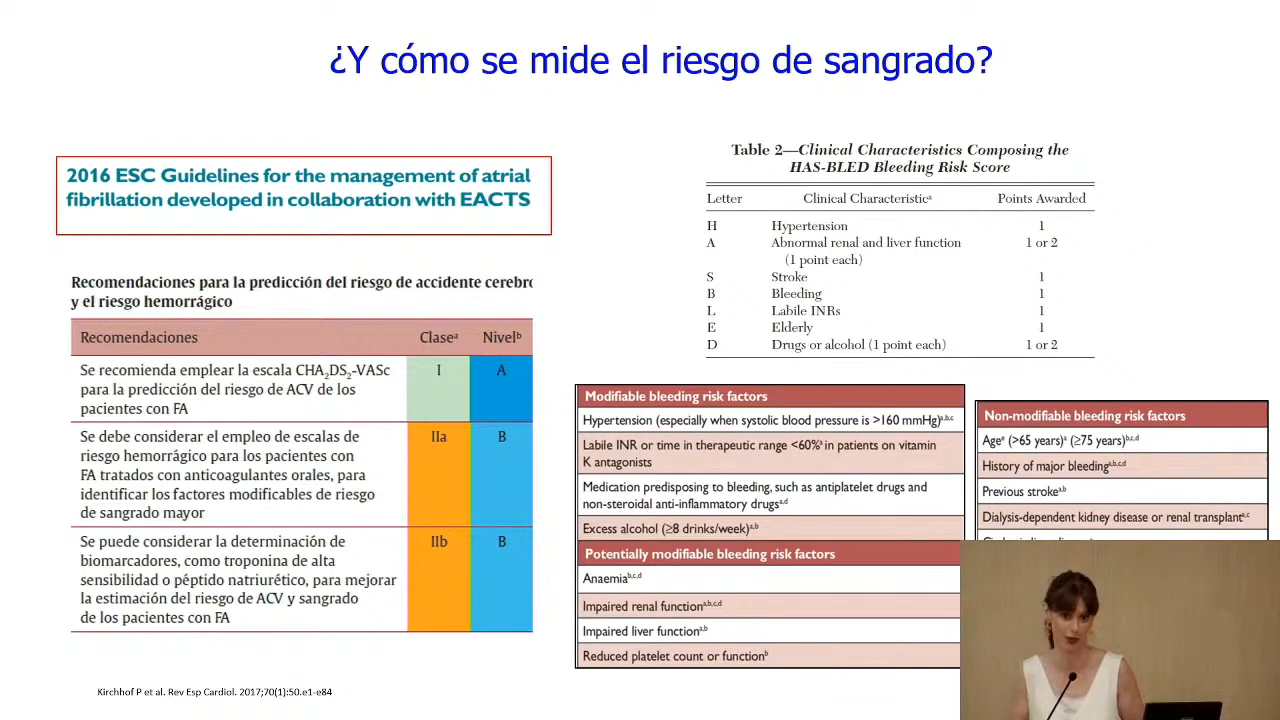 ¿Y cómo se mide el riesgo de sangrado?
2016 ESC Guidelines for the management of atrial
fibrillation developed in collaboration with EACTS
Recomendaciones para la predicción del riesgo de accidente cerebro
y el riesgo hemorrágico
Recomendaciones Claseᵃ Nivelᵇ
Se recomienda emplear la escala CHA₂DS₂-VASc I A
para la predicción del riesgo de ACV de los
pacientes con FA
Se debe considerar el empleo de escalas de IIa B
riesgo hemorrágico para los pacientes con
FA tratados con anticoagulantes orales, para
identificar los factores modificables de riesgo
de sangrado mayor
Se puede considerar la determinación de IIb B
biomarcadores, como troponina de alta
sensibilidad o péptido natriurético, para mejorar
la estimación del riesgo de ACV y sangrado
de los pacientes con FA
Kirchhof P et al. Rev Esp Cardiol. 2017;70(1):50.e1-e84
Table 2—Clinical Characteristics Composing the
HAS-BLED Bleeding Risk Score
Letter Clinical Characteristicᵃ Points Awarded
H Hypertension 1
A Abnormal renal and liver function 1 or 2
(1 point each)
S Stroke 1
B Bleeding 1
L Labile INRs 1
E Elderly 1
D Drugs or alcohol (1 point each) 1 or 2
Modifiable bleeding risk factors
Hypertension (especially when systolic blood pressure is >160 mmHg)ᵃ,ᵇ,ᶜ
Labile INR or time in therapeutic range <60%ᵃ in patients on vitamin
K antagonists
Medication predisposing to bleeding, such as antiplatelet drugs and
non-steroidal anti-inflammatory drugsᵃ,ᵈ
Excess alcohol (≥8 drinks/week)ᵃ,ᵇ
Potentially modifiable bleeding risk factors
Anaemiaᵇ,ᶜ,ᵈ
Impaired renal functionᵃ,ᵇ,ᶜ,ᵈ
Impaired liver functionᵃ,ᵇ
Reduced platelet count or functionᵇ
Non-modifiable bleeding risk factors
Ageᵉ (>65 years)ᵃ (≥75 years)ᵇ,ᶜ,ᵈ
History of major bleedingᵃ,ᵇ,ᶜ,ᵈ
Previous strokeᵃ,ᵇ
Dialysis-dependent kidney disease or renal transplantᵃ,ᶜ